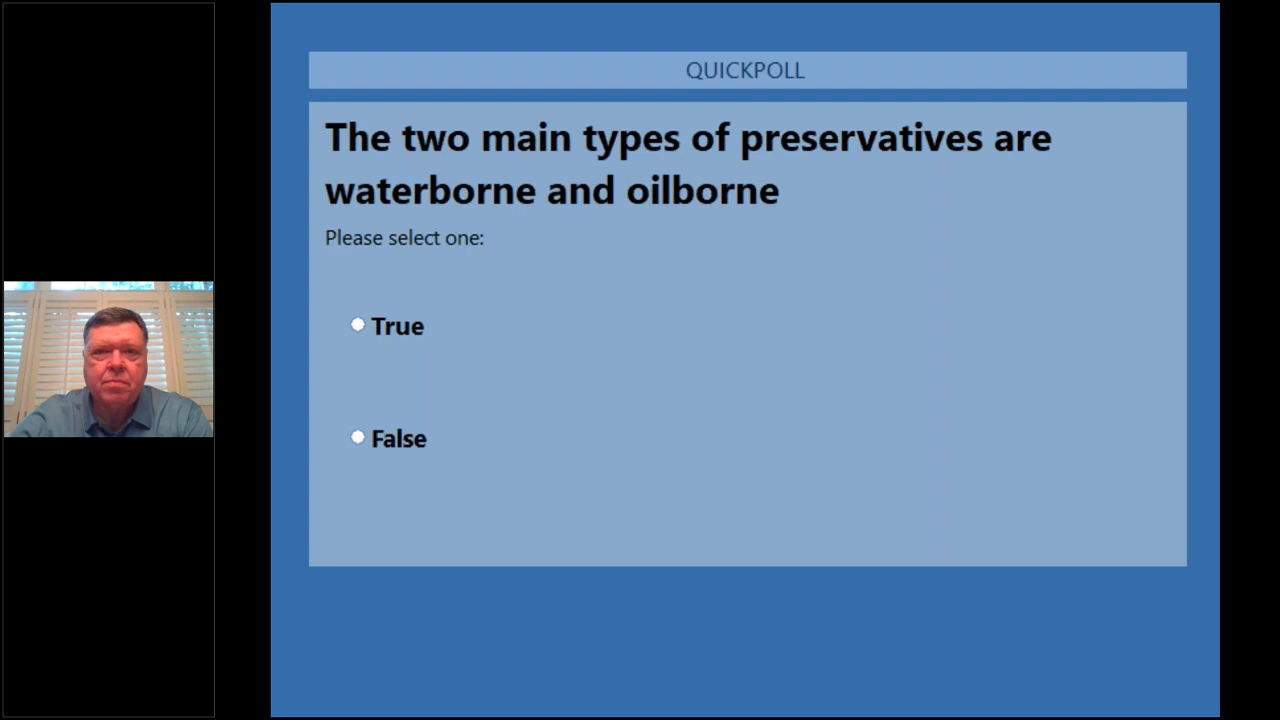 QUICKPOLL
The two main types of preservatives are
waterborne and oilborne
Please select one:
True
False